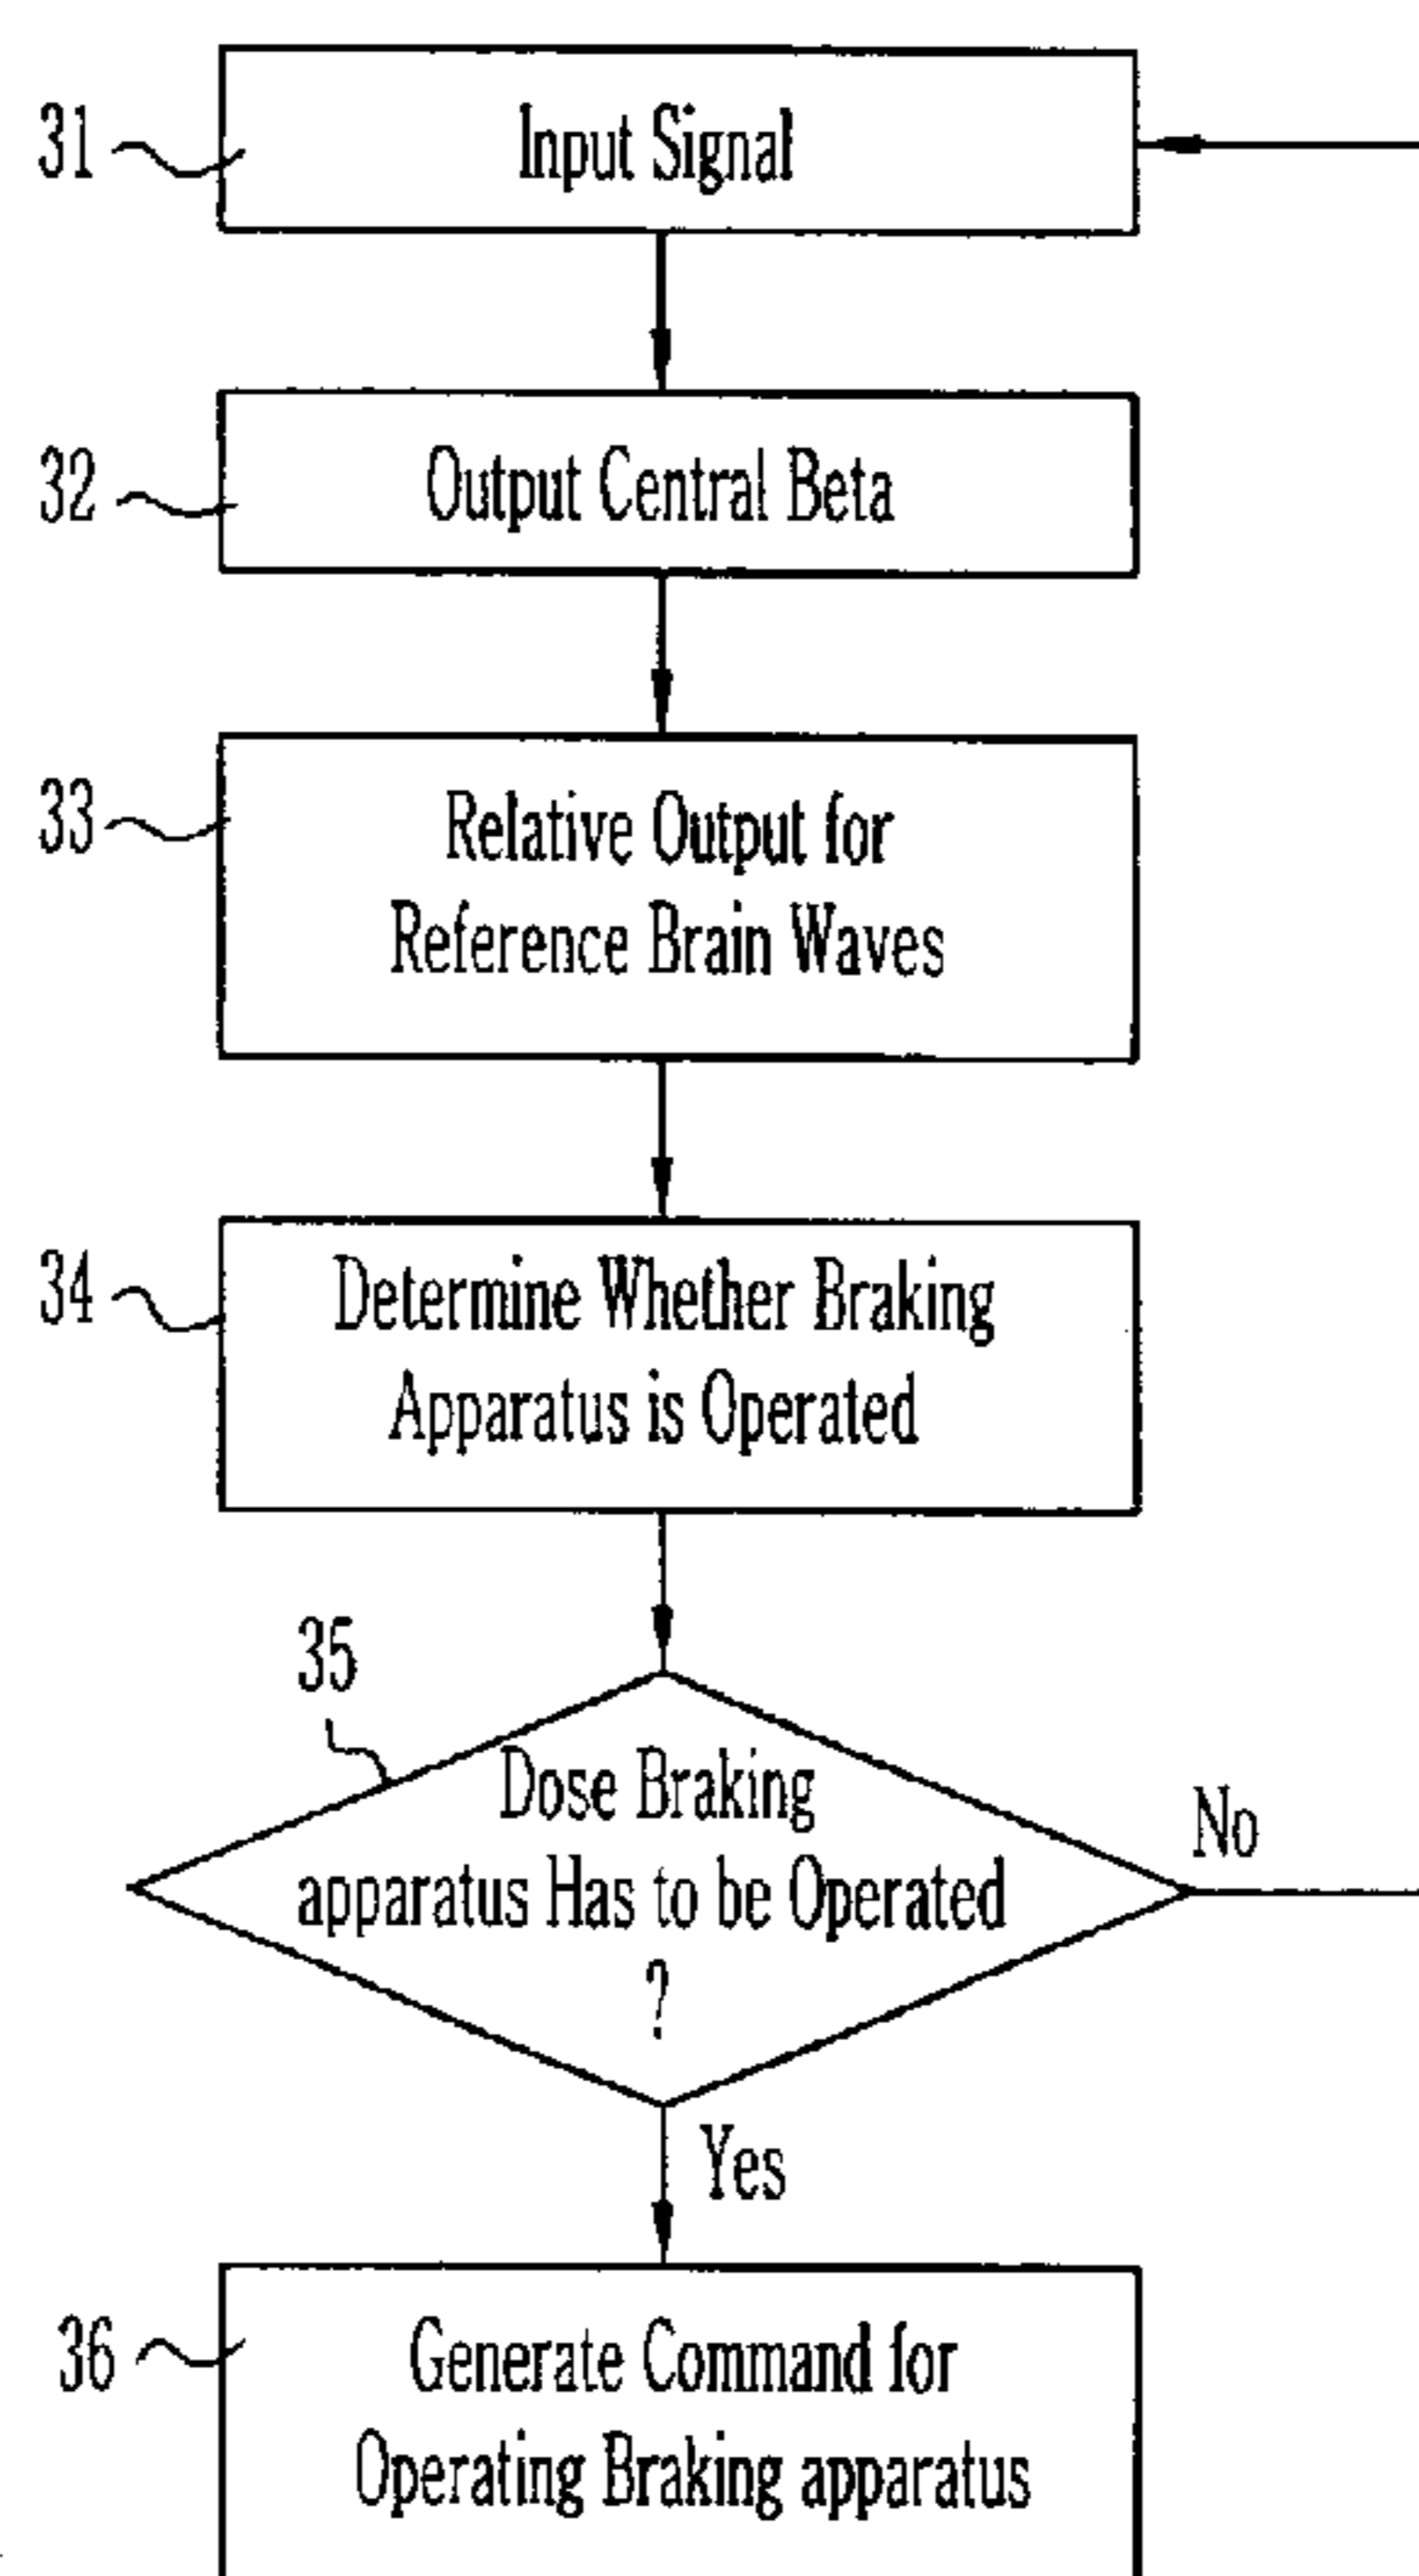 31
Input Signal
32
Output Central Beta
33
Relative Output for
Reference Brain Waves
34
Determine Whether Braking
Apparatus is Operated
35
Dose Braking
apparatus Has to be Operated
?
No
Yes
36
Generate Command for
Operating Braking apparatus